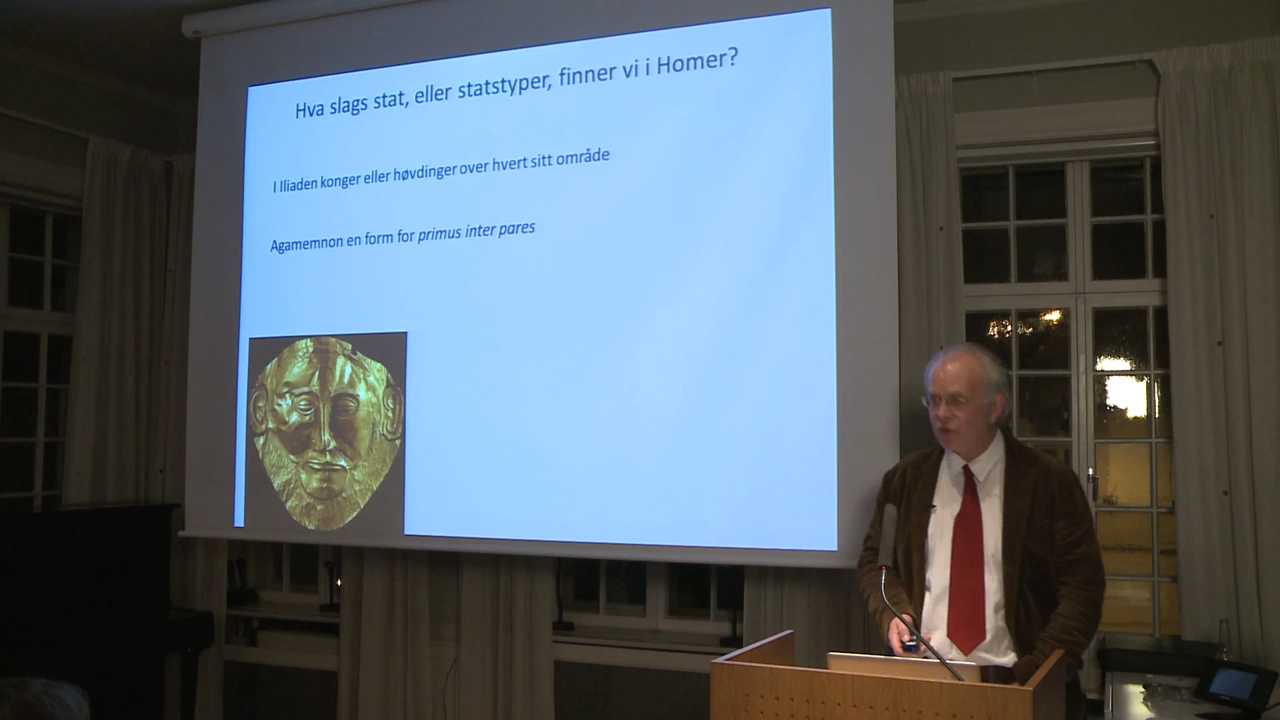 Hva slags stat, eller statstyper, finner vi i Homer?
I Iliaden konger eller høvdinger over hvert sitt område
Agamemnon en form for primus inter pares